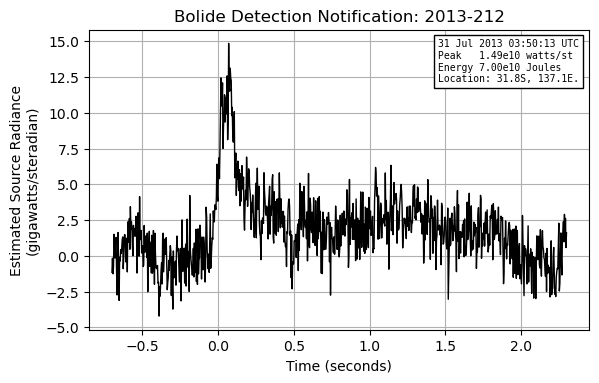 Bolide Detection Notification: 2013-212
31 Jul 2013 03:50:13 UTC
Peak   1.49e10 watts/st
Energy 7.00e10 Joules
Location: 31.8S, 137.1E.
Estimated Source Radiance
(gigawatts/steradian)
15.0
12.5
10.0
7.5
5.0
2.5
0.0
−2.5
−5.0
−0.5
0.0
0.5
1.0
1.5
2.0
Time (seconds)